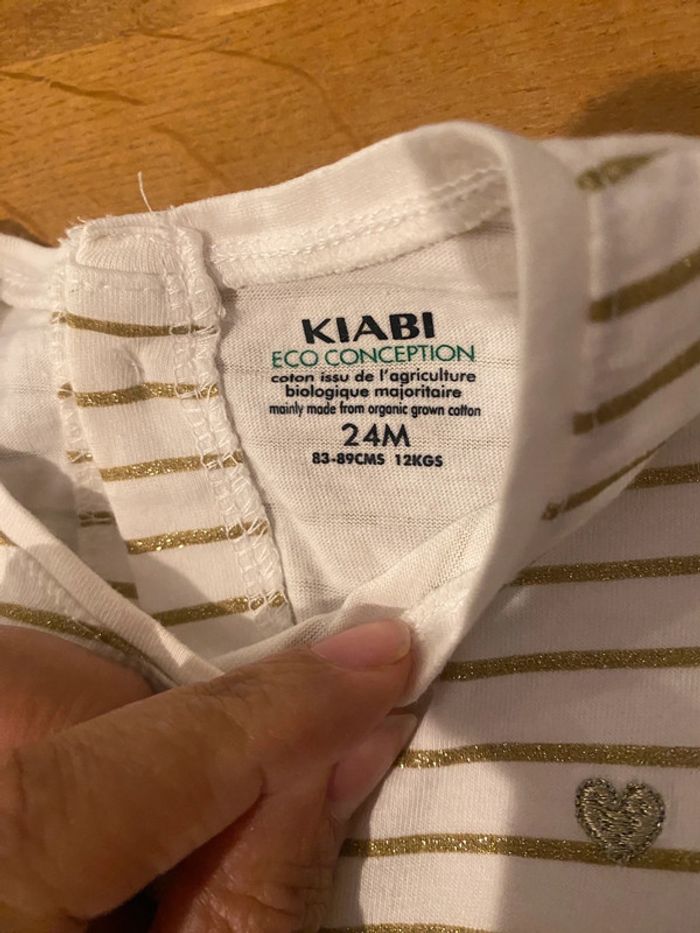 KIABI
ECO CONCEPTION
coton issu de l'agriculture
biologique majoritaire
mainly made from organic grown cotton
24M
83-89CMS 12KGS